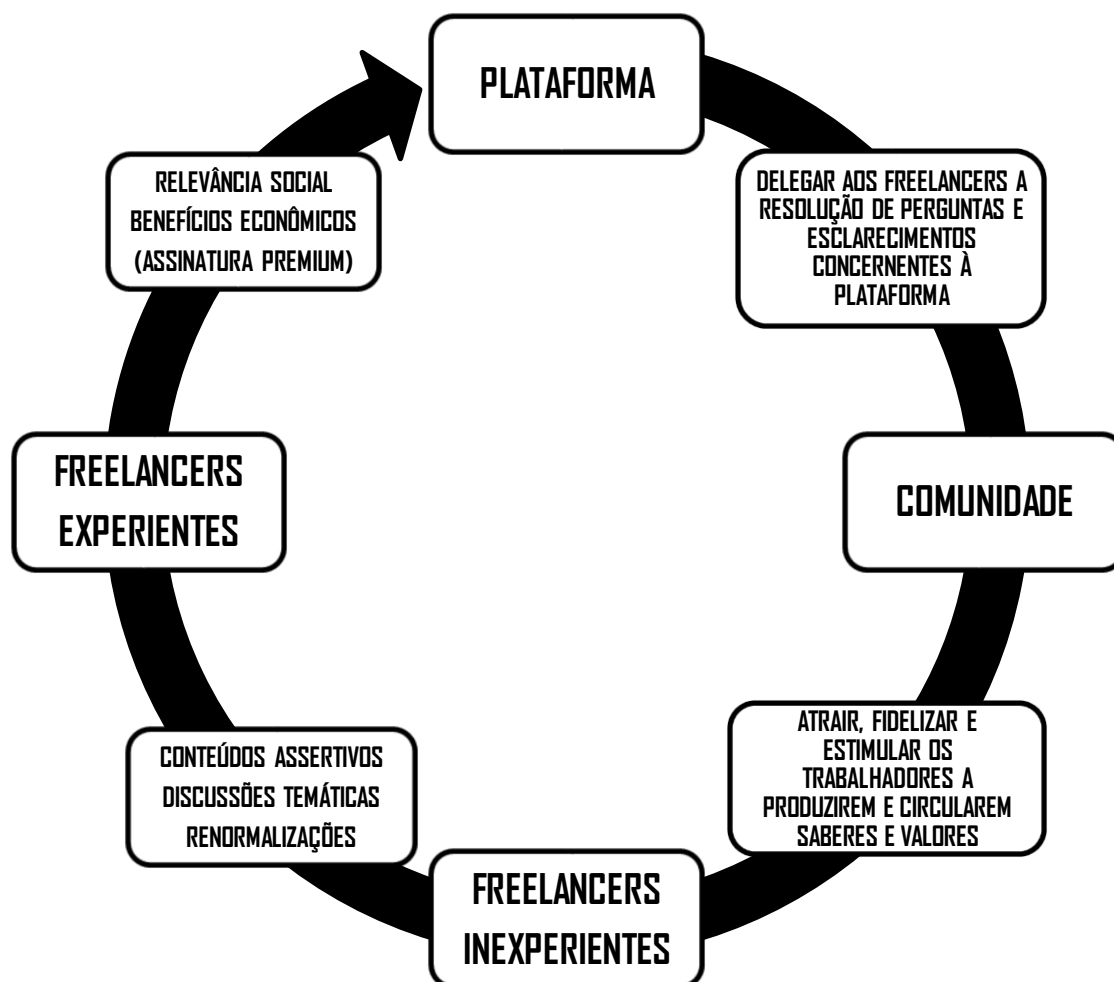 PLATAFORMA
DELEGAR AOS FREELANCERS A
RESOLUÇÃO DE PERGUNTAS E
ESCLARECIMENTOS
CONCERNENTES À
PLATAFORMA
COMUNIDADE
ATRAIR, FIDELIZAR E
ESTIMULAR OS
TRABALHADORES A
PRODUZIREM E CIRCULAREM
SABERES E VALORES
FREELANCERS
INEXPERIENTES
CONTEÚDOS ASSERTIVOS
DISCUSSÕES TEMÁTICAS
RENORMALIZAÇÕES
FREELANCERS
EXPERIENTES
RELEVÂNCIA SOCIAL
BENEFÍCIOS ECONÔMICOS
(ASSINATURA PREMIUM)